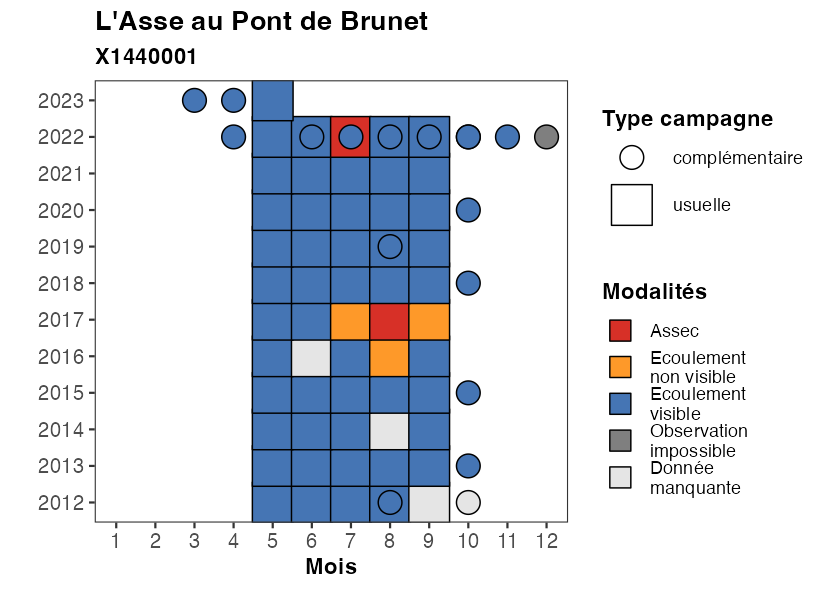 L'Asse au Pont de Brunet
X1440001
2023
2022
2021
2020
2019
2018
2017
2016
2015
2014
2013
2012
1 2 3 4 5 6 7 8 9 10 11 12
Mois
Type campagne
complémentaire
usuelle
Modalités
Assec
Ecoulement
non visible
Ecoulement
visible
Observation
impossible
Donnée
manquante